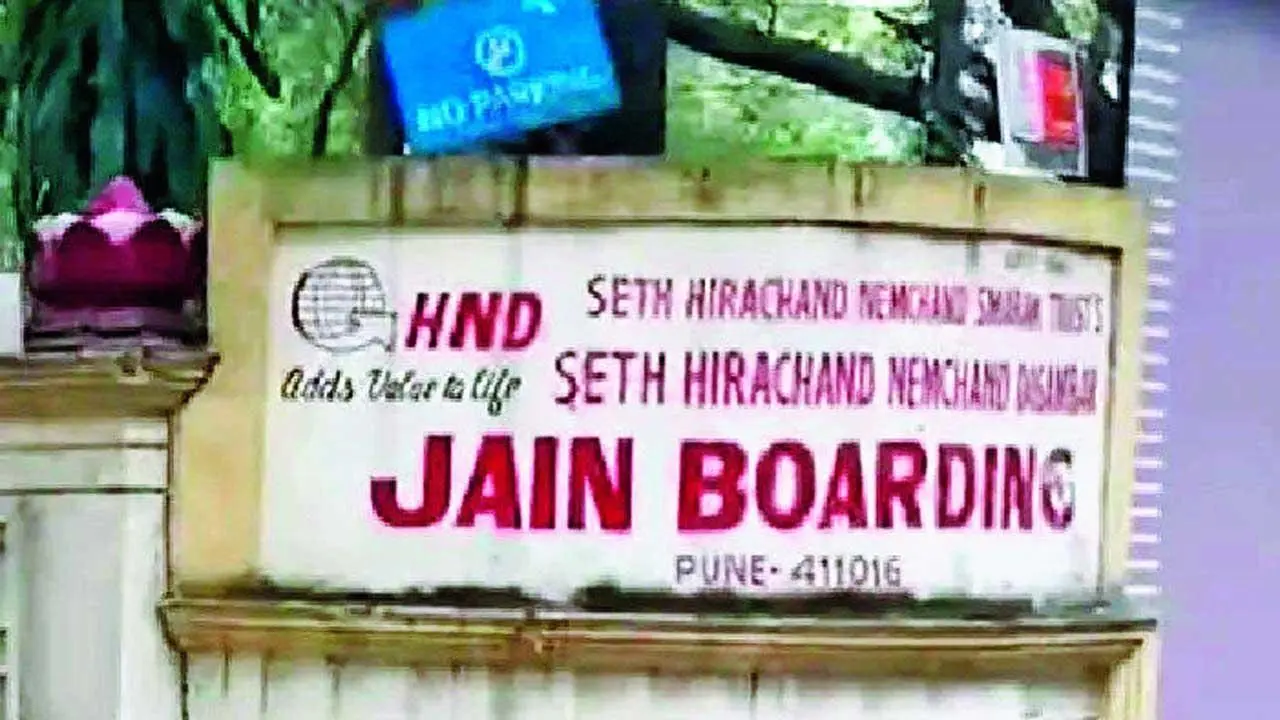 NO PARKING
SETH HIRACHAND NEMCHAND SMARAK TRUST'S
HND
Adds Value to Life
SETH HIRACHAND NEMCHAND DIGAMBAR
JAIN BOARDING
PUNE- 411016